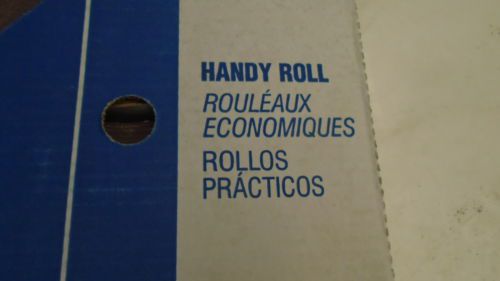 HANDY ROLL
ROULÉAUX
ECONOMIQUES
ROLLOS
PRÁCTICOS